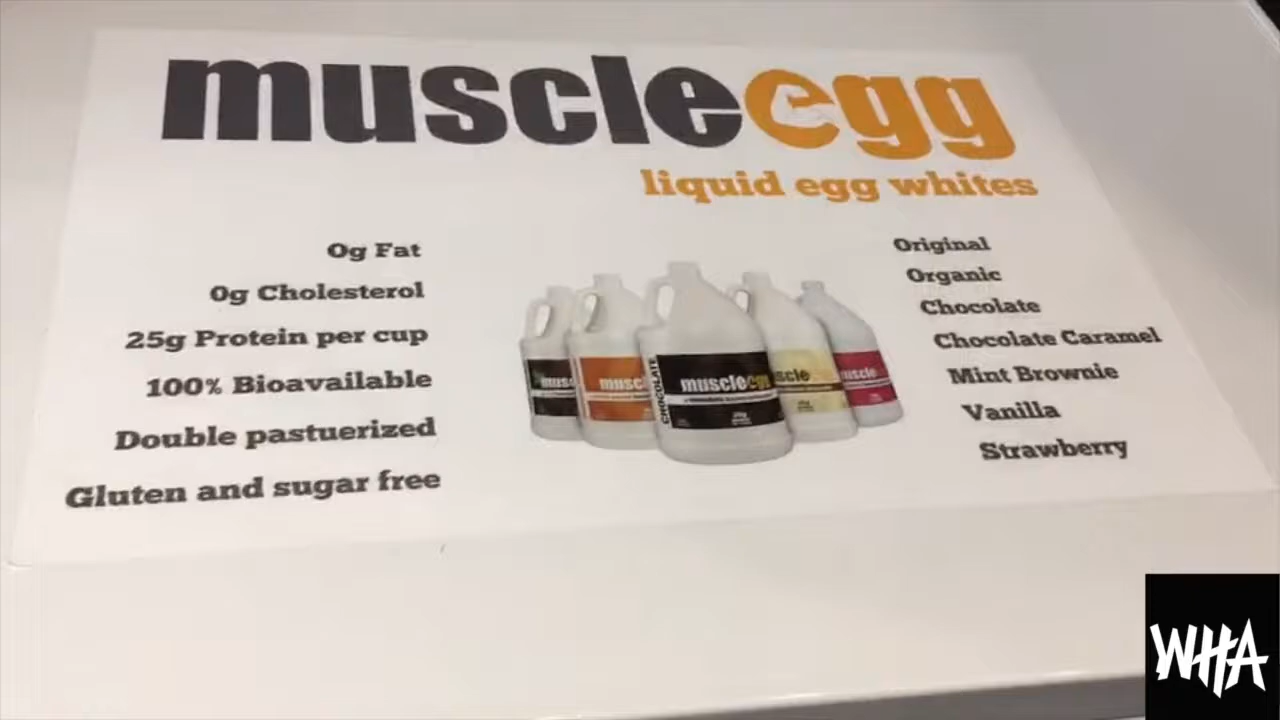 muscleegg
liquid egg whites
0g Fat
0g Cholesterol
25g Protein per cup
100% Bioavailable
Double pastuerized
Gluten and sugar free
Original
Organic
Chocolate
Chocolate Caramel
Mint Brownie
Vanilla
Strawberry
CHOCOLATE
muscleegg
WHA